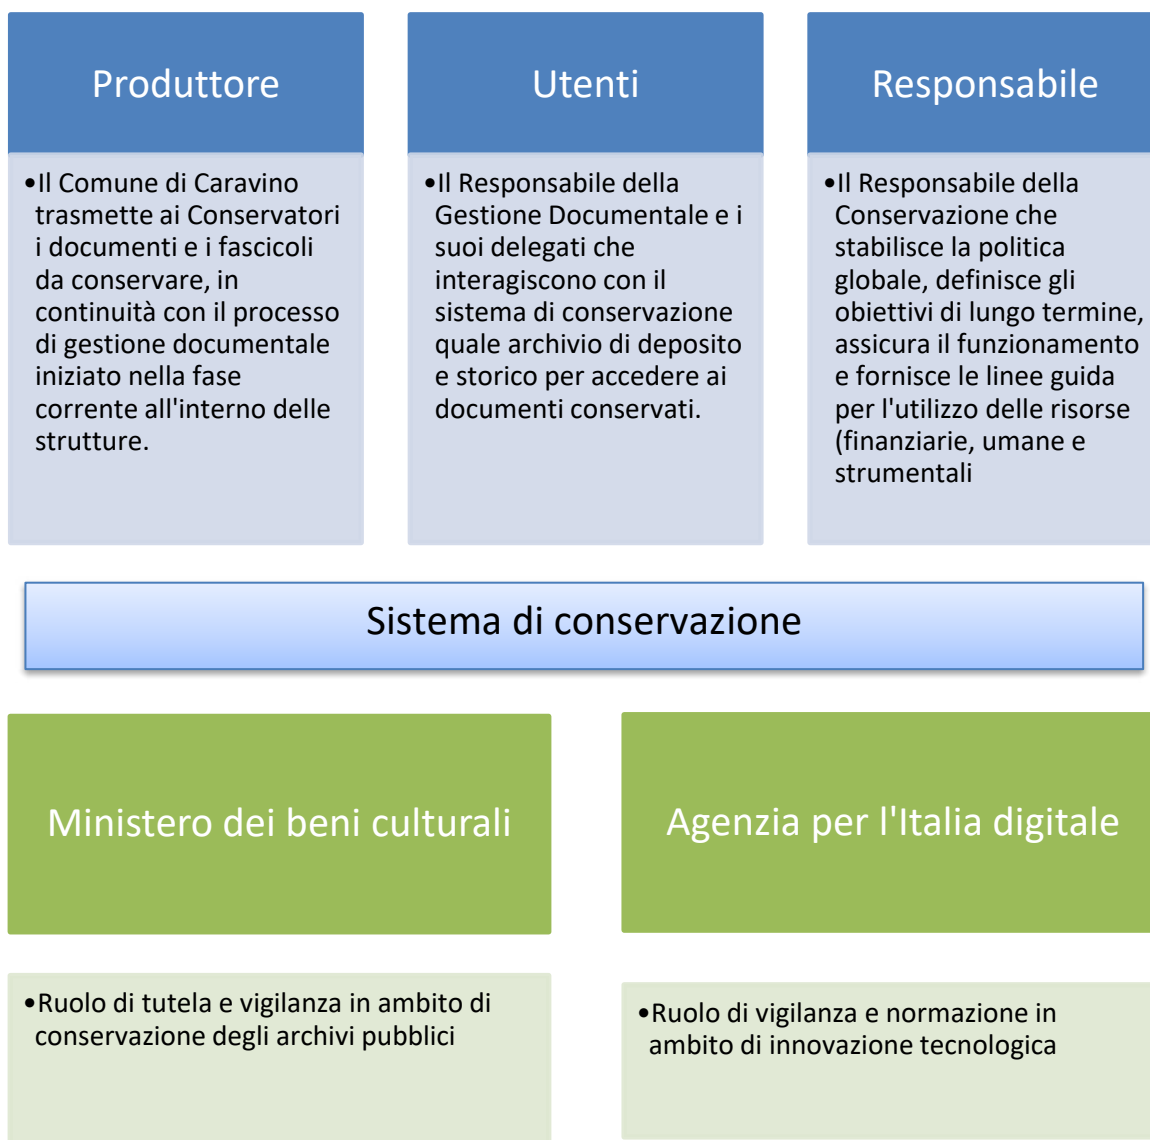 Produttore
•Il Comune di Caravino
trasmette ai Conservatori
i documenti e i fascicoli
da conservare, in
continuità con il processo
di gestione documentale
iniziato nella fase
corrente all'interno delle
strutture.
Utenti
•Il Responsabile della
Gestione Documentale e i
suoi delegati che
interagiscono con il
sistema di conservazione
quale archivio di deposito
e storico per accedere ai
documenti conservati.
Responsabile
•Il Responsabile della
Conservazione che
stabilisce la politica
globale, definisce gli
obiettivi di lungo termine,
assicura il funzionamento
e fornisce le linee guida
per l'utilizzo delle risorse
(finanziarie, umane e
strumentali
Sistema di conservazione
Ministero dei beni culturali
•Ruolo di tutela e vigilanza in ambito di
conservazione degli archivi pubblici
Agenzia per l'Italia digitale
•Ruolo di vigilanza e normazione in
ambito di innovazione tecnologica